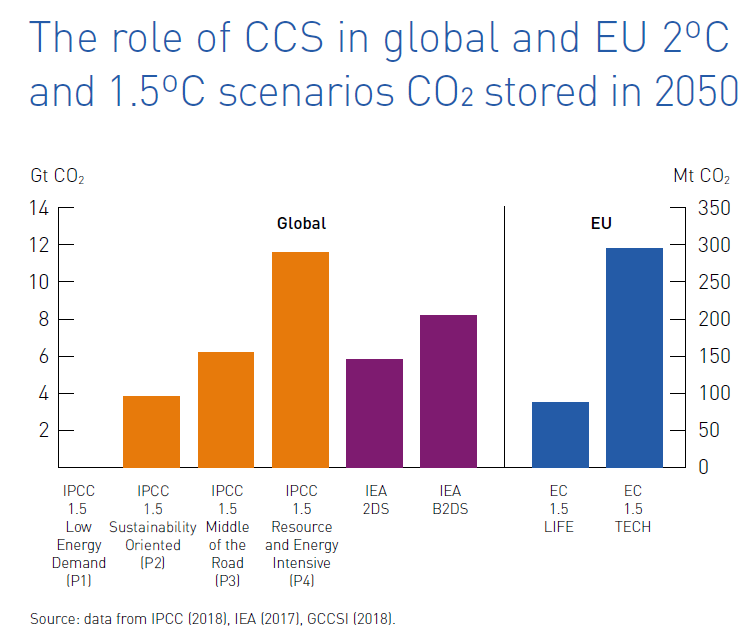 The role of CCS in global and EU 2ºC
and 1.5ºC scenarios CO₂ stored in 2050
Gt CO₂
Mt CO₂
14
12
10
8
6
4
2
Global
EU
350
300
250
200
150
100
50
0
IPCC
1.5
Low
Energy
Demand
(P1)
IPCC
1.5
Sustainability
Oriented
(P2)
IPCC
1.5
Middle
of the
Road
(P3)
IPCC
1.5
Resource
and Energy
Intensive
(P4)
IEA
2DS
IEA
B2DS
EC
1.5
LIFE
EC
1.5
TECH
Source: data from IPCC (2018), IEA (2017), GCCSI (2018).